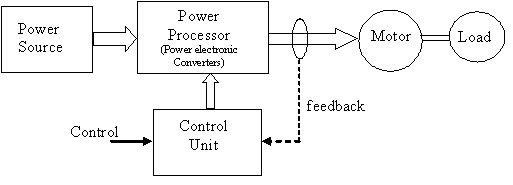 Power
Source
Power
Processor
(Power electronic
Converters)
Motor
Load
feedback
Control
Control
Unit